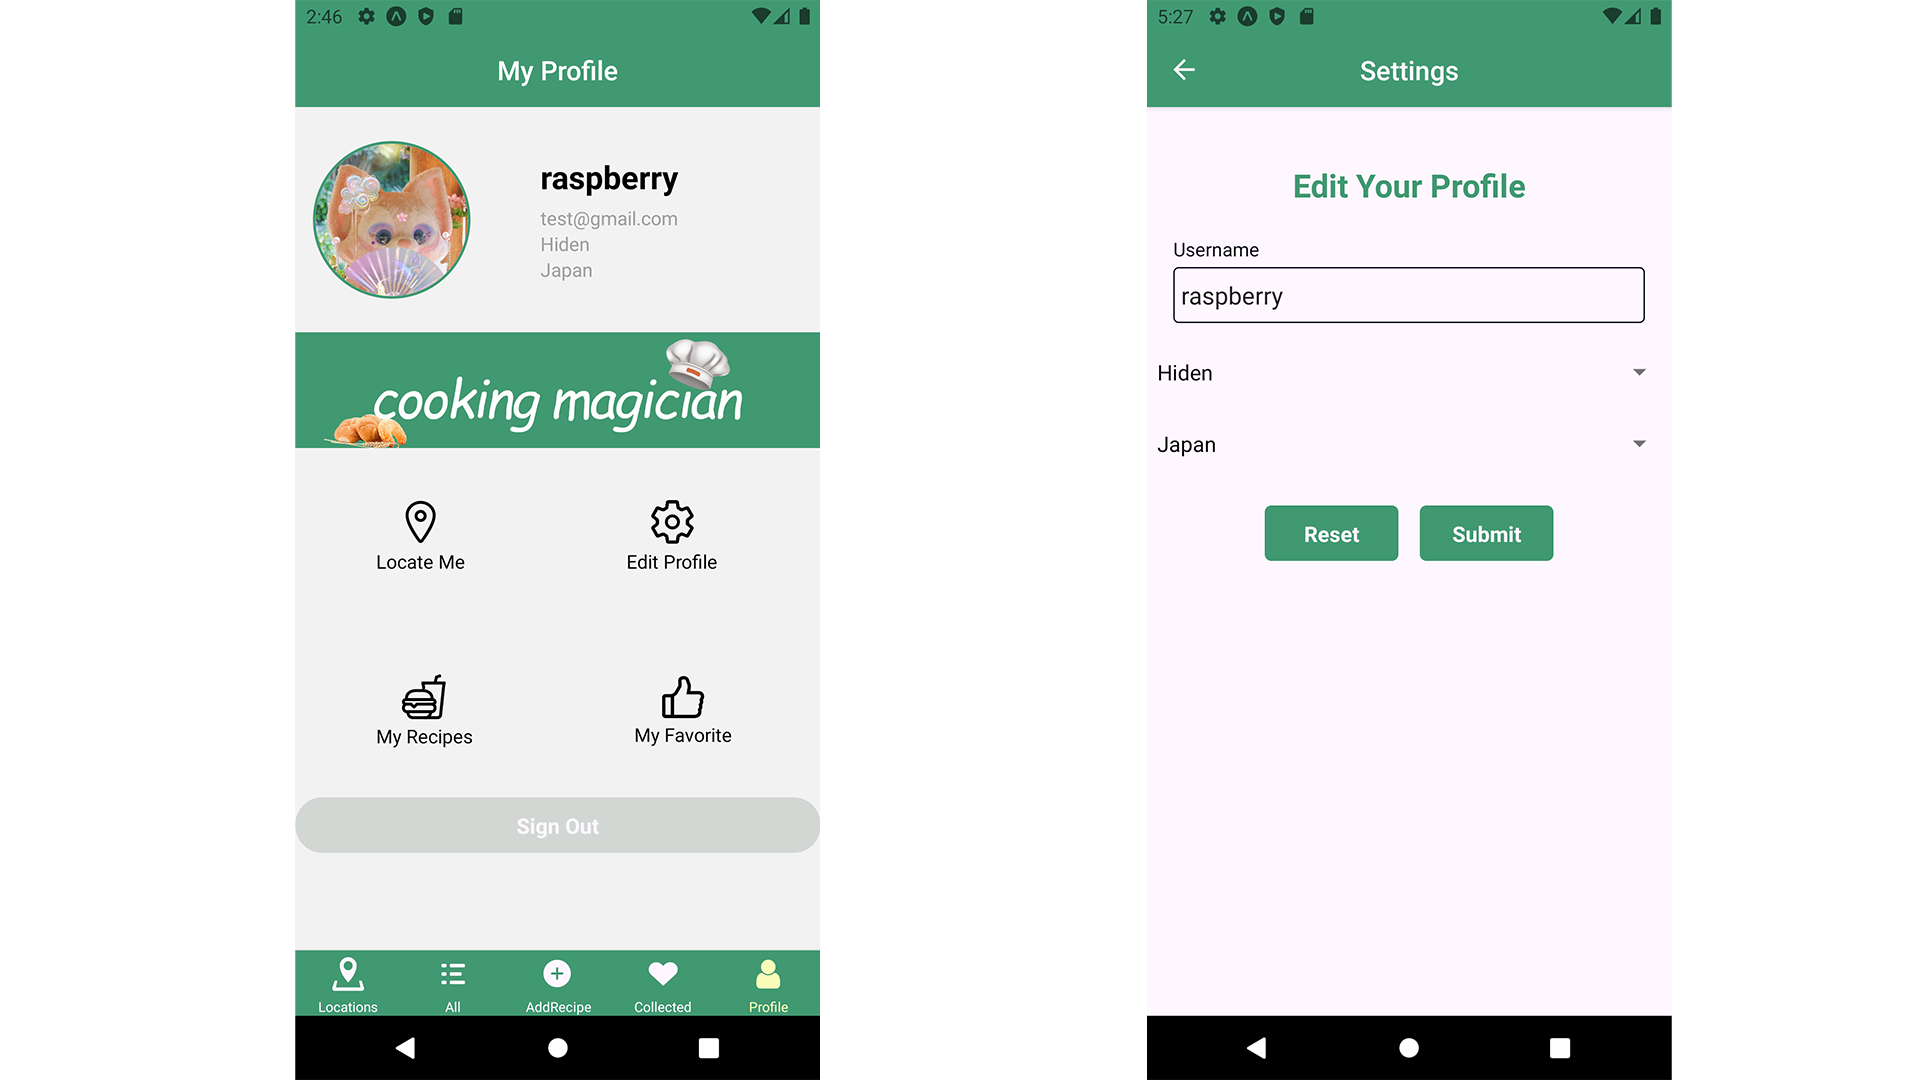 2:46
My Profile
raspberry
test@gmail.com
Hiden
Japan
cooking magician
Locate Me
Edit Profile
My Recipes
My Favorite
Sign Out
Locations
All
AddRecipe
Collected
Profile
5:27
Settings
Edit Your Profile
Username
raspberry
Hiden
Japan
Reset
Submit